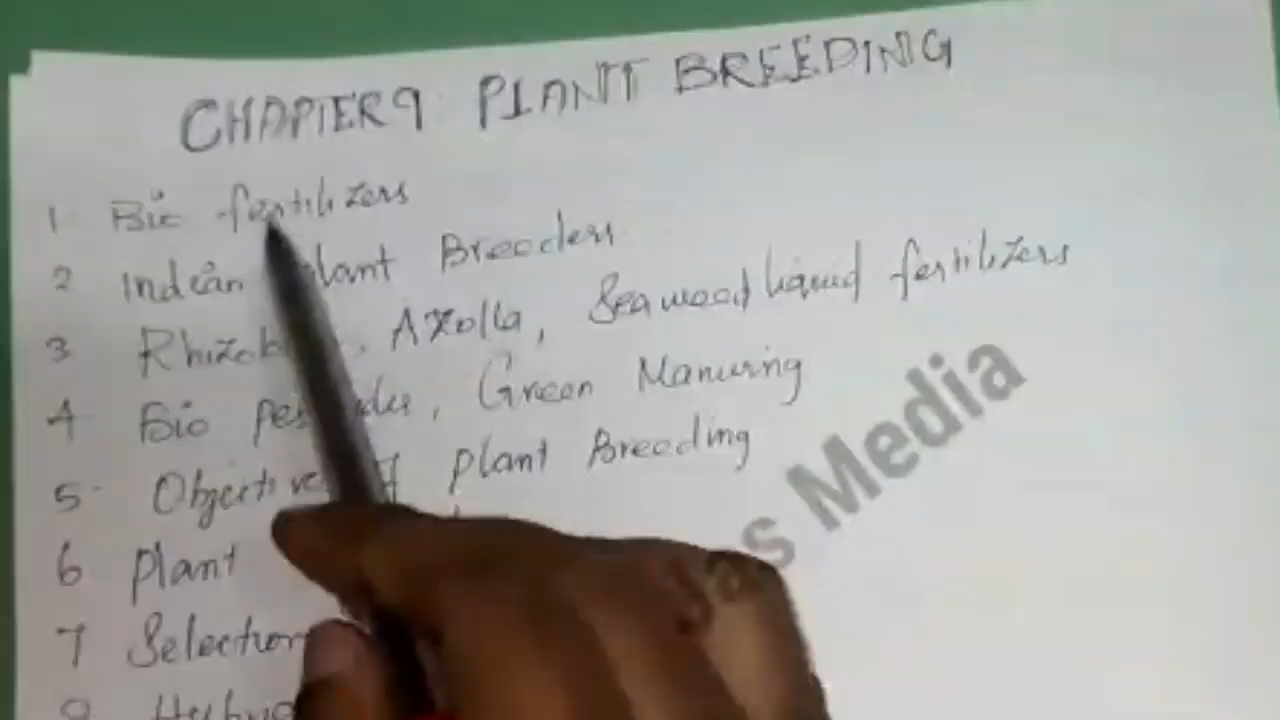 CHAPTER 9: PLANT BREEDING
1 Bio fertilizers
2 Indian plant Breeders
3 Azolla, Seaweed liquid fertilizers
4 Bio Green Manuring
5 plant Breeding
6 plant
7 Selection
8
s Media